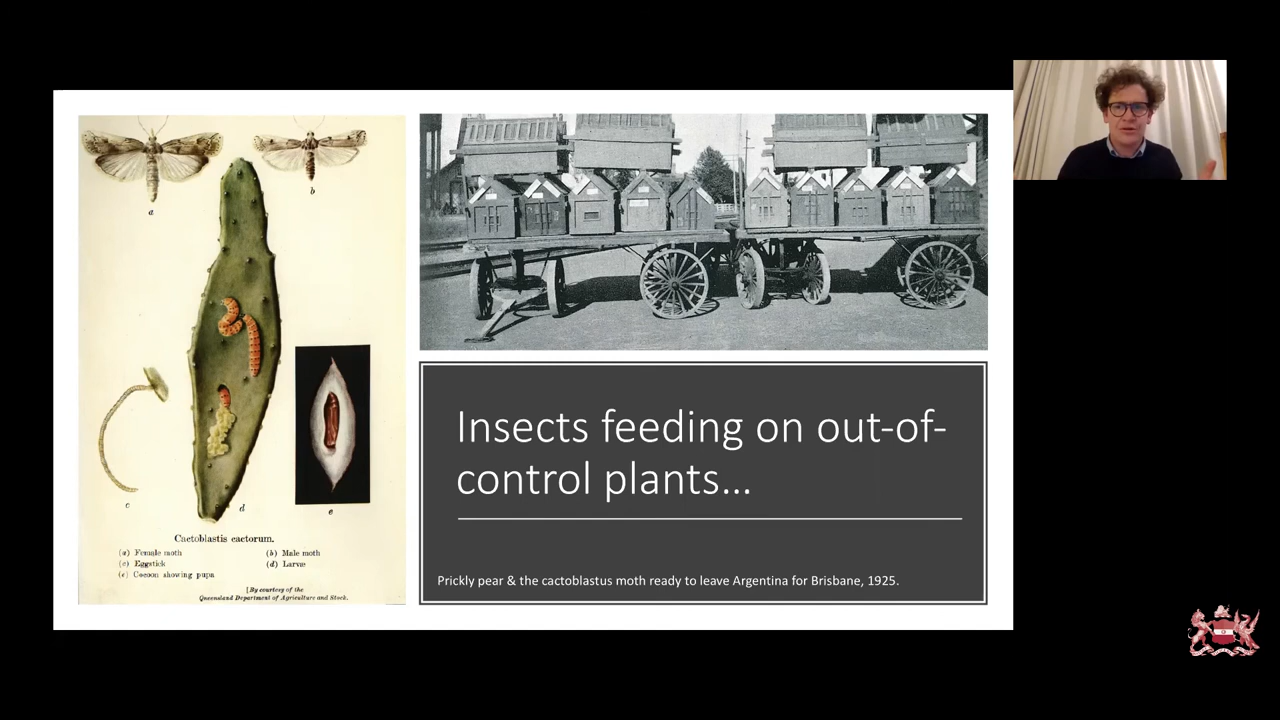 a
b
c
d
e
Cactoblastis cactorum.
(a) Female moth
(b) Male moth
(c) Eggstick
(d) Larvæ
(e) Cocoon showing pupa
[By courtesy of the
Queensland Department of Agriculture and Stock.
Insects feeding on out-of-
control plants...
Prickly pear & the cactoblastus moth ready to leave Argentina for Brisbane, 1925.